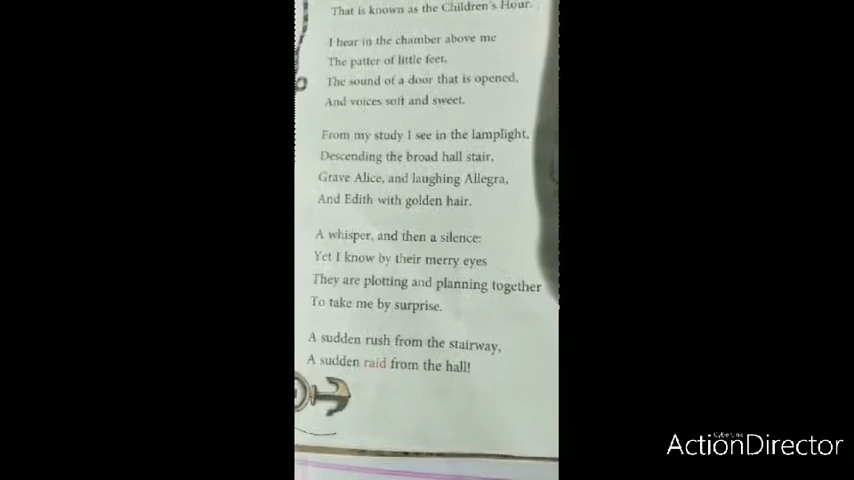 That is known as the Children's Hour.
I hear in the chamber above me
The patter of little feet,
The sound of a door that is opened,
And voices soft and sweet.
From my study I see in the lamplight,
Descending the broad hall stair,
Grave Alice, and laughing Allegra,
And Edith with golden hair.
A whisper, and then a silence:
Yet I know by their merry eyes
They are plotting and planning together
To take me by surprise.
A sudden rush from the stairway,
A sudden raid from the hall!
CyberLink
ActionDirector